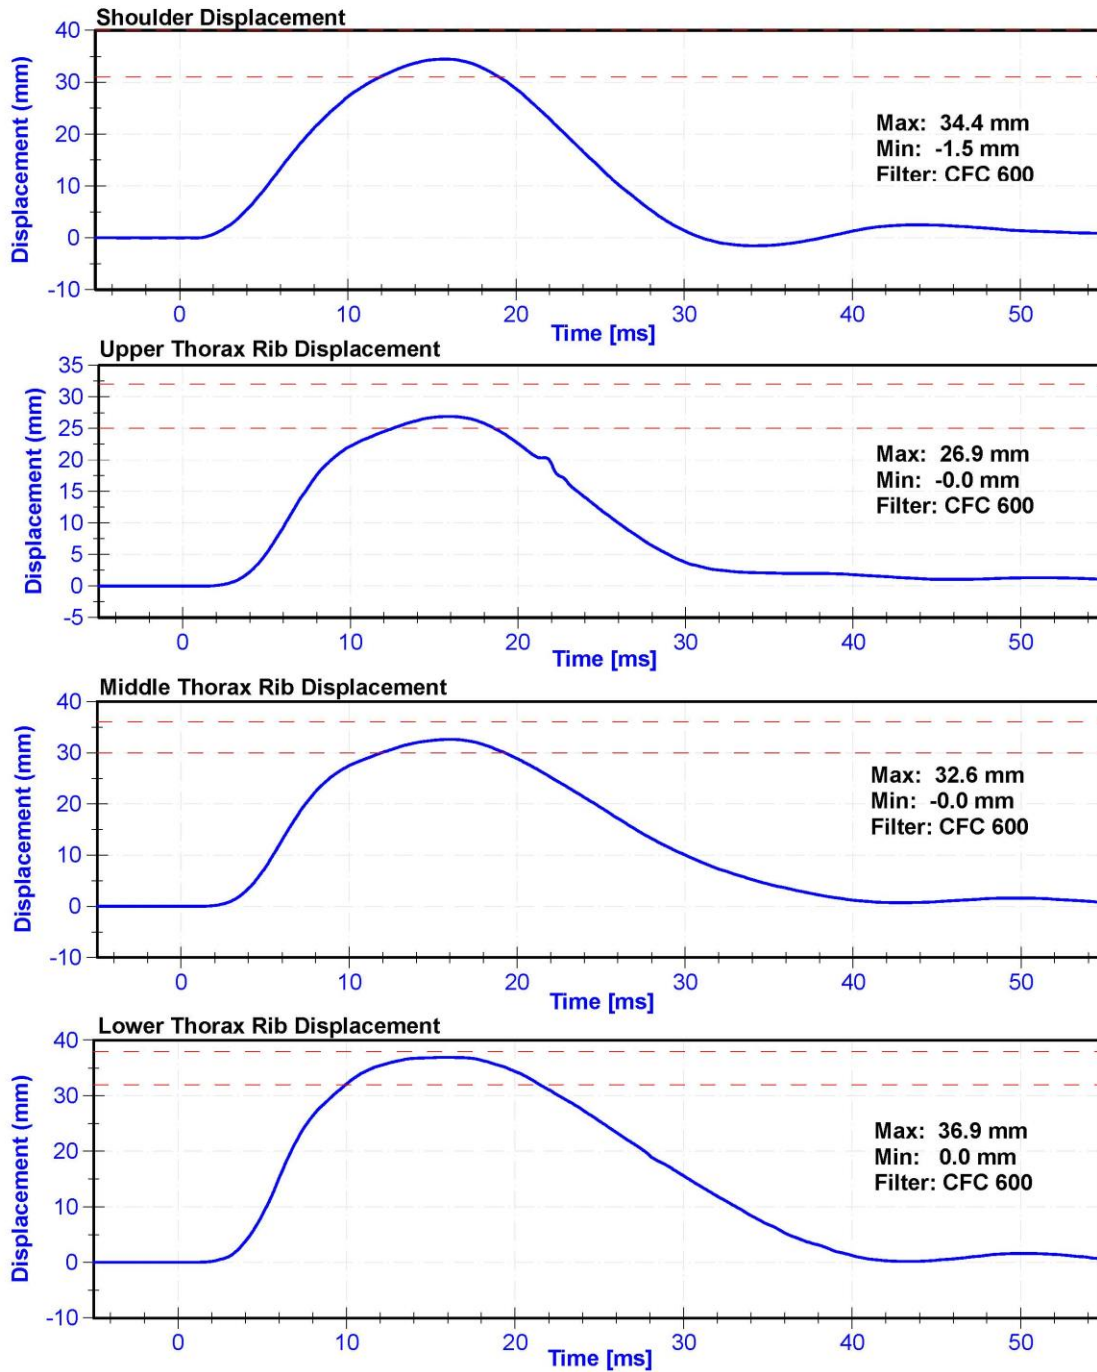 Shoulder Displacement
Displacement (mm)
40
30
20
10
0
-10
Max: 34.4 mm
Min: -1.5 mm
Filter: CFC 600
0 10 20 30 40 50
Time [ms]
Upper Thorax Rib Displacement
Displacement (mm)
35
30
25
20
15
10
5
0
-5
Max: 26.9 mm
Min: -0.0 mm
Filter: CFC 600
0 10 20 30 40 50
Time [ms]
Middle Thorax Rib Displacement
Displacement (mm)
40
30
20
10
0
-10
Max: 32.6 mm
Min: -0.0 mm
Filter: CFC 600
0 10 20 30 40 50
Time [ms]
Lower Thorax Rib Displacement
Displacement (mm)
40
30
20
10
0
-10
Max: 36.9 mm
Min: 0.0 mm
Filter: CFC 600
0 10 20 30 40 50
Time [ms]